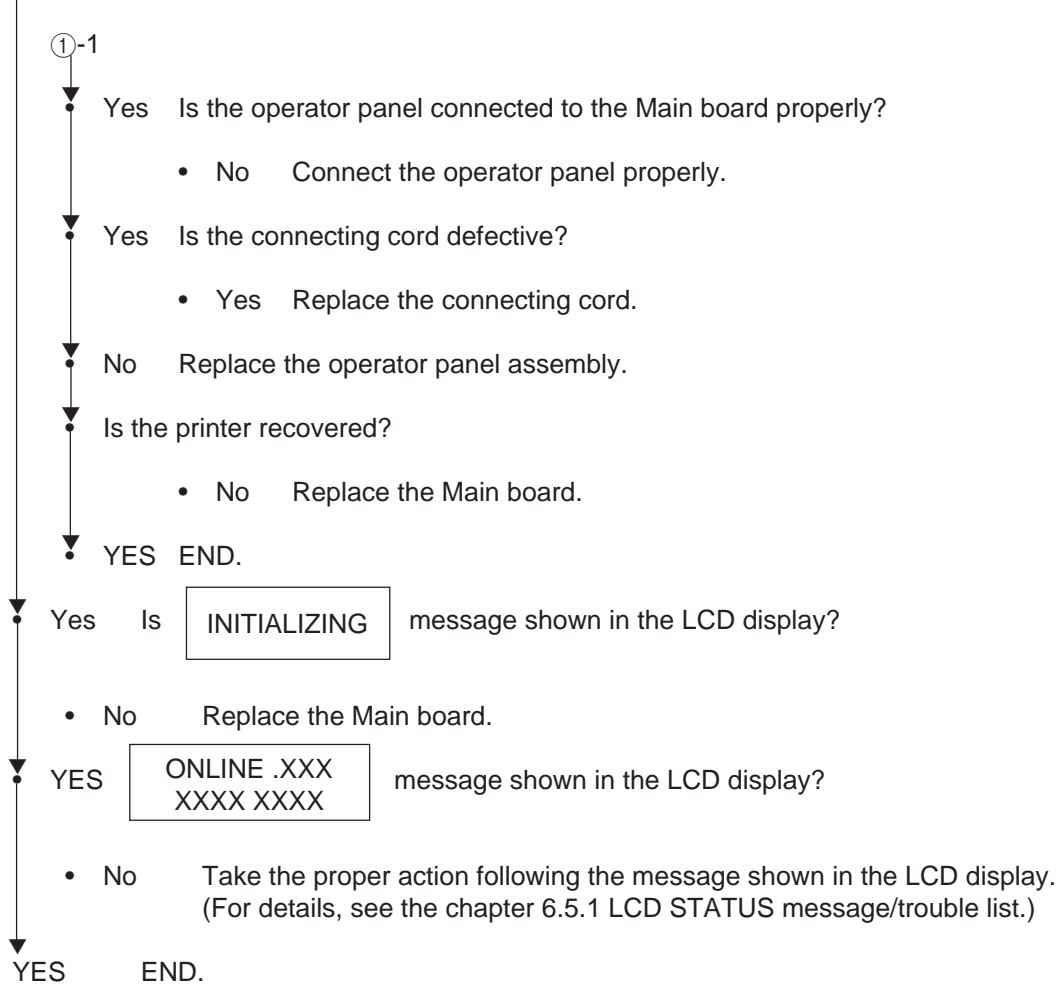 ①-1
• Yes Is the operator panel connected to the Main board properly?
• No Connect the operator panel properly.
• Yes Is the connecting cord defective?
• Yes Replace the connecting cord.
• No Replace the operator panel assembly.
• Is the printer recovered?
• No Replace the Main board.
• YES END.
• Yes Is INITIALIZING message shown in the LCD display?
• No Replace the Main board.
• YES ONLINE .XXX
XXXX XXXX message shown in the LCD display?
• No Take the proper action following the message shown in the LCD display.
(For details, see the chapter 6.5.1 LCD STATUS message/trouble list.)
YES END.